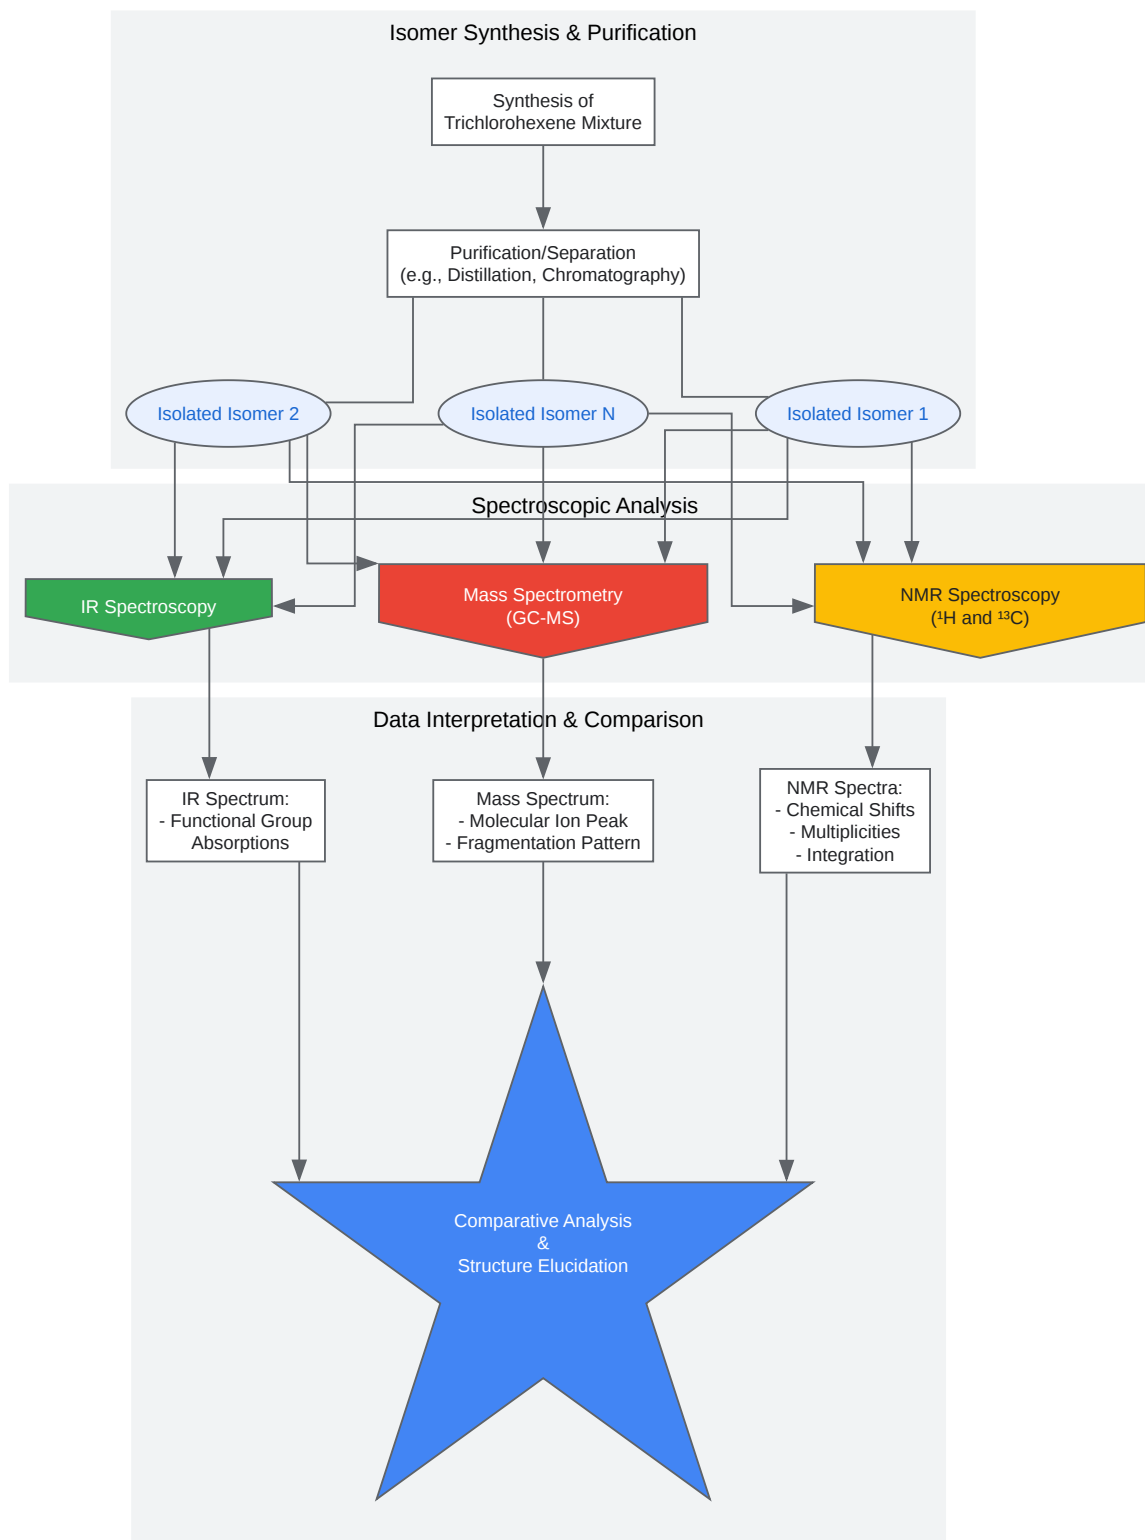 Isomer Synthesis & Purification
Synthesis of
Trichlorohexene Mixture
Purification/Separation
(e.g., Distillation, Chromatography)
Isolated Isomer 2
Isolated Isomer N
Isolated Isomer 1
Spectroscopic Analysis
IR Spectroscopy
Mass Spectrometry
(GC-MS)
NMR Spectroscopy
(¹H and ¹³C)
Data Interpretation & Comparison
IR Spectrum:
- Functional Group
Absorptions
Mass Spectrum:
- Molecular Ion Peak
- Fragmentation Pattern
NMR Spectra:
- Chemical Shifts
- Multiplicities
- Integration
Comparative Analysis
&
Structure Elucidation